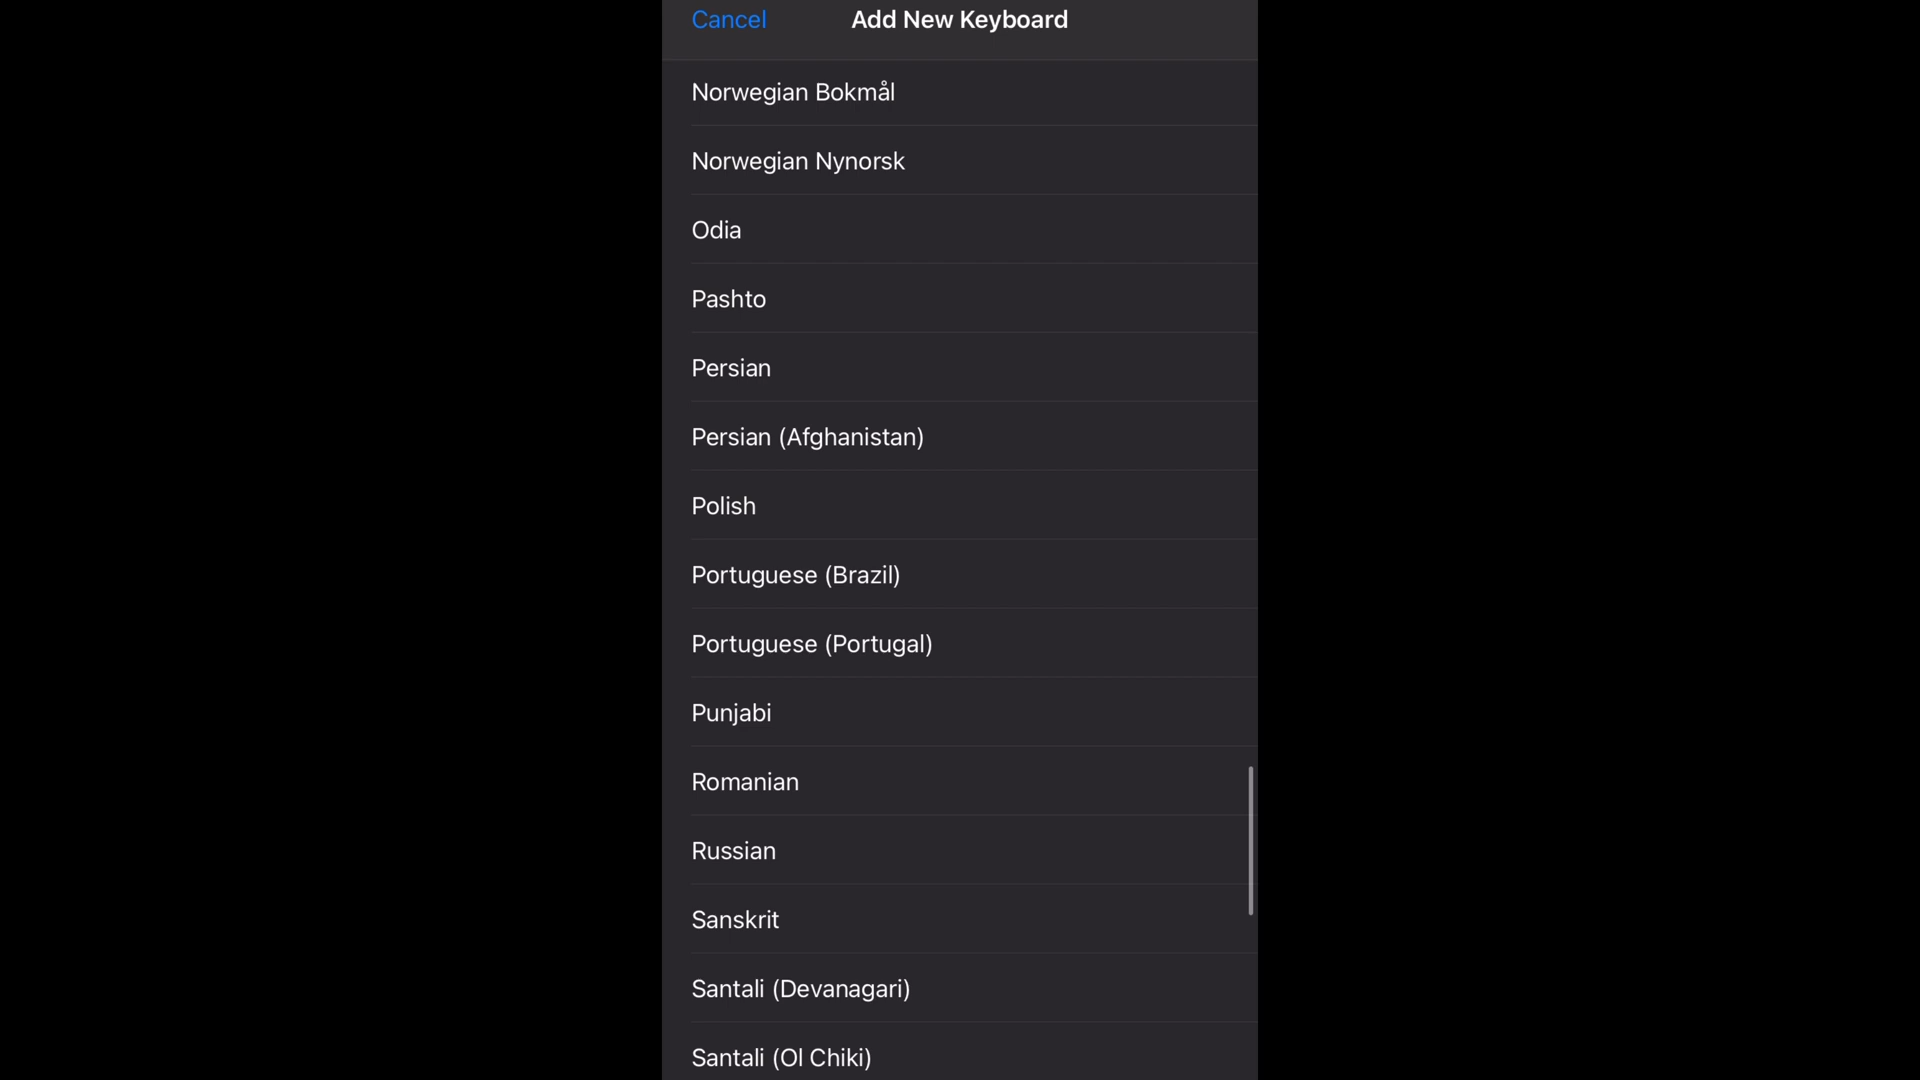 Cancel
Add New Keyboard
Norwegian Bokmål
Norwegian Nynorsk
Odia
Pashto
Persian
Persian (Afghanistan)
Polish
Portuguese (Brazil)
Portuguese (Portugal)
Punjabi
Romanian
Russian
Sanskrit
Santali (Devanagari)
Santali (Ol Chiki)